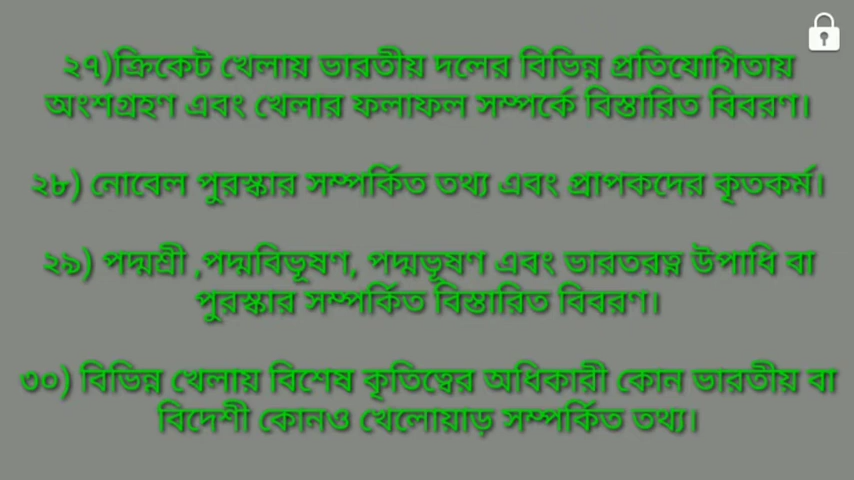 ২৭)ক্রিকেট খেলায় ভারতীয় দলের বিভিন্ন প্রতিযোগিতায়
অংশগ্রহণ এবং খেলার ফলাফল সম্পর্কে বিস্তারিত বিবরণ।
২৮) নোবেল পুরস্কার সম্পর্কিত তথ্য এবং প্রাপকদের কৃতকর্ম।
২৯) পদ্মশ্রী ,পদ্মবিভূষণ, পদ্মভূষণ এবং ভারতরত্ন উপাধি বা
পুরস্কার সম্পর্কিত বিস্তারিত বিবরণ।
৩০) বিভিন্ন খেলায় বিশেষ কৃতিত্বের অধিকারী কোন ভারতীয় বা
বিদেশী কোনও খেলোয়াড় সম্পর্কিত তথ্য।